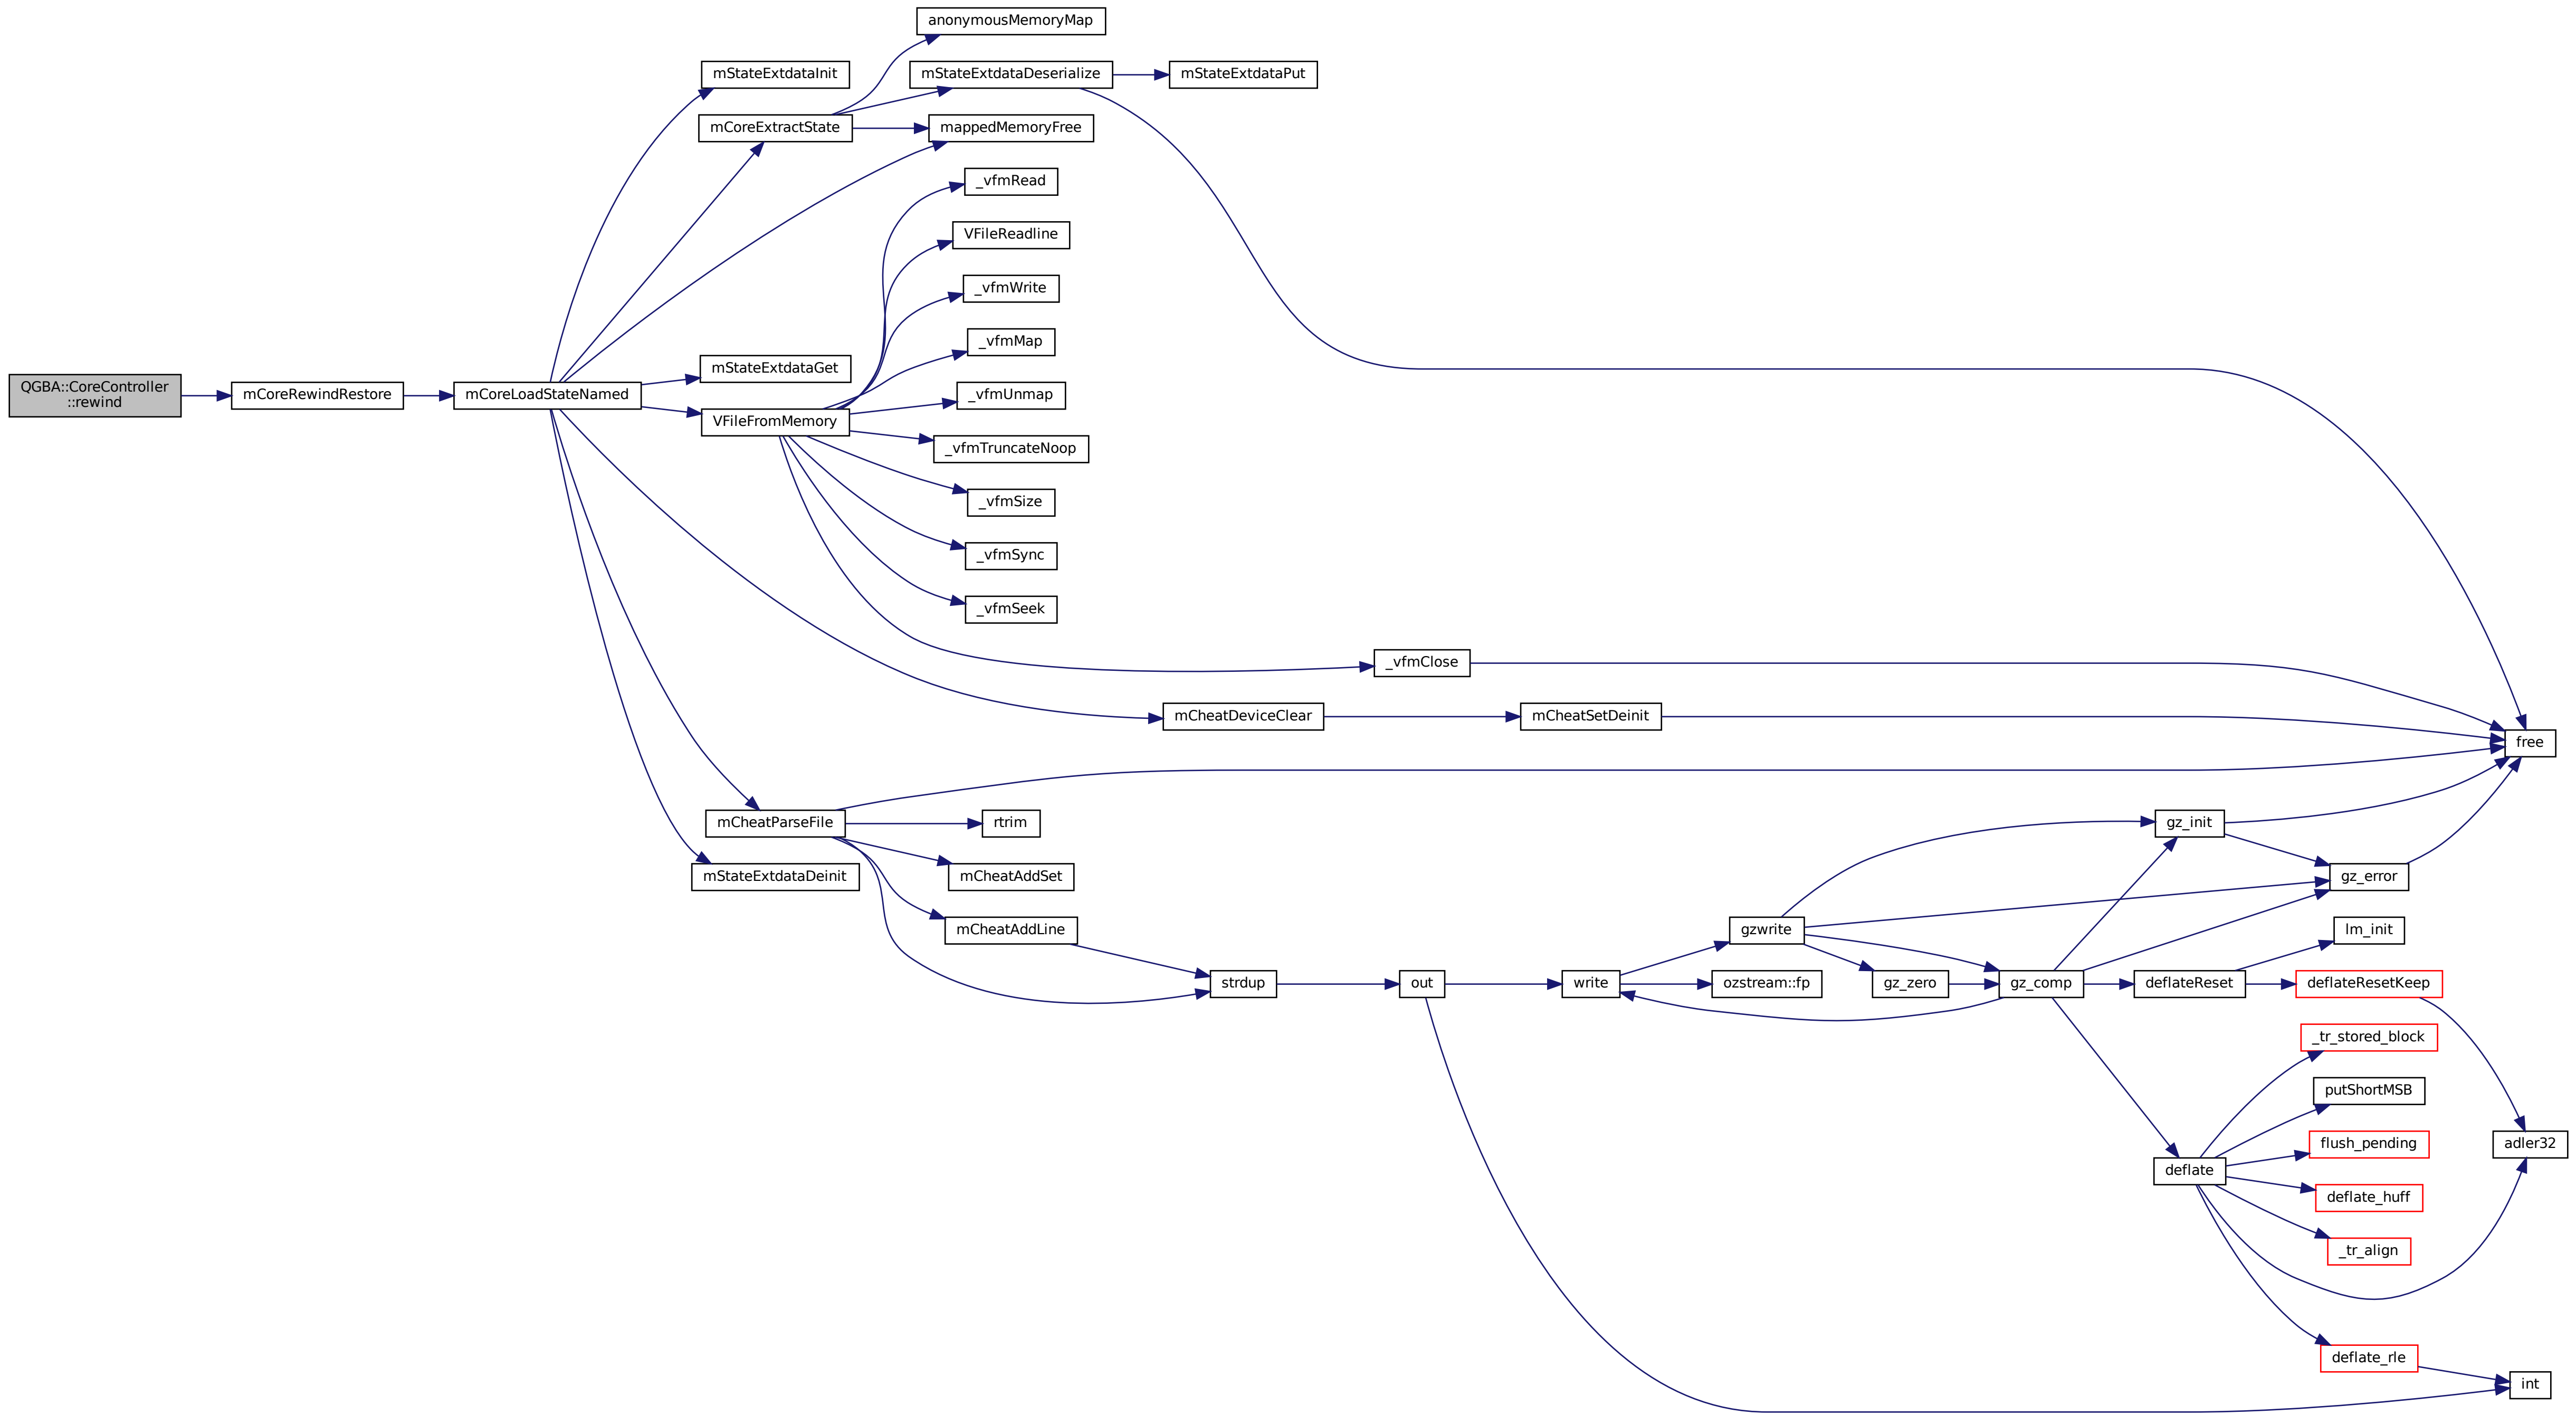 anonymousMemoryMap
mStateExtdataInit
mStateExtdataDeserialize
mStateExtdataPut
mCoreExtractState
mappedMemoryFree
_vfmRead
VFileReadline
_vfmWrite
_vfmMap
mStateExtdataGet
QGBA::CoreController
::rewind
mCoreRewindRestore
mCoreLoadStateNamed
_vfmUnmap
VFileFromMemory
_vfmTruncateNoop
_vfmSize
_vfmSync
_vfmSeek
_vfmClose
mCheatDeviceClear
mCheatSetDeinit
free
mCheatParseFile
rtrim
gz_init
mStateExtdataDeinit
mCheatAddSet
gz_error
mCheatAddLine
gzwrite
lm_init
strdup
out
write
ozstream::fp
gz_zero
gz_comp
deflateReset
deflateResetKeep
_tr_stored_block
putShortMSB
flush_pending
adler32
deflate
deflate_huff
_tr_align
deflate_rle
int